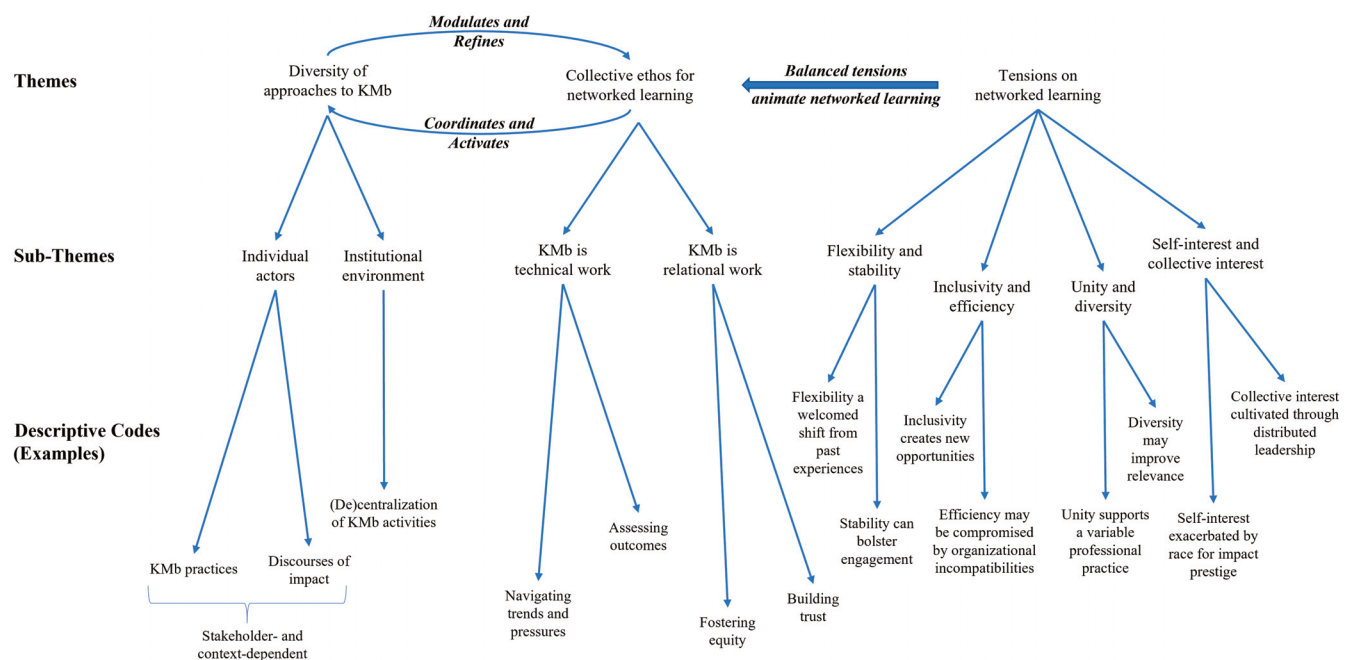 Modulates and
Refines
Themes
Diversity of
approaches to KMb
Collective ethos for
networked learning
Balanced tensions
animate networked learning
Tensions on
networked learning
Coordinates and
Activates
Sub-Themes
Individual
actors
Institutional
environment
KMb is
technical work
KMb is
relational work
Flexibility and
stability
Inclusivity and
efficiency
Unity and
diversity
Self-interest and
collective interest
Descriptive Codes
(Examples)
Flexibility a
welcomed
shift from
past
experiences
Inclusivity
creates new
opportunities
Diversity
may
improve
relevance
Collective interest
cultivated through
distributed
leadership
(De)centralization
of KMb activities
KMb practices
Discourses of
impact
Stakeholder- and
context-dependent
Assessing
outcomes
Navigating
trends and
pressures
Fostering
equity
Building
trust
Stability can
bolster
engagement
Efficiency may
be compromised
by organizational
incompatibilities
Unity supports
a variable
professional
practice
Self-interest
exacerbated by
race for impact
prestige